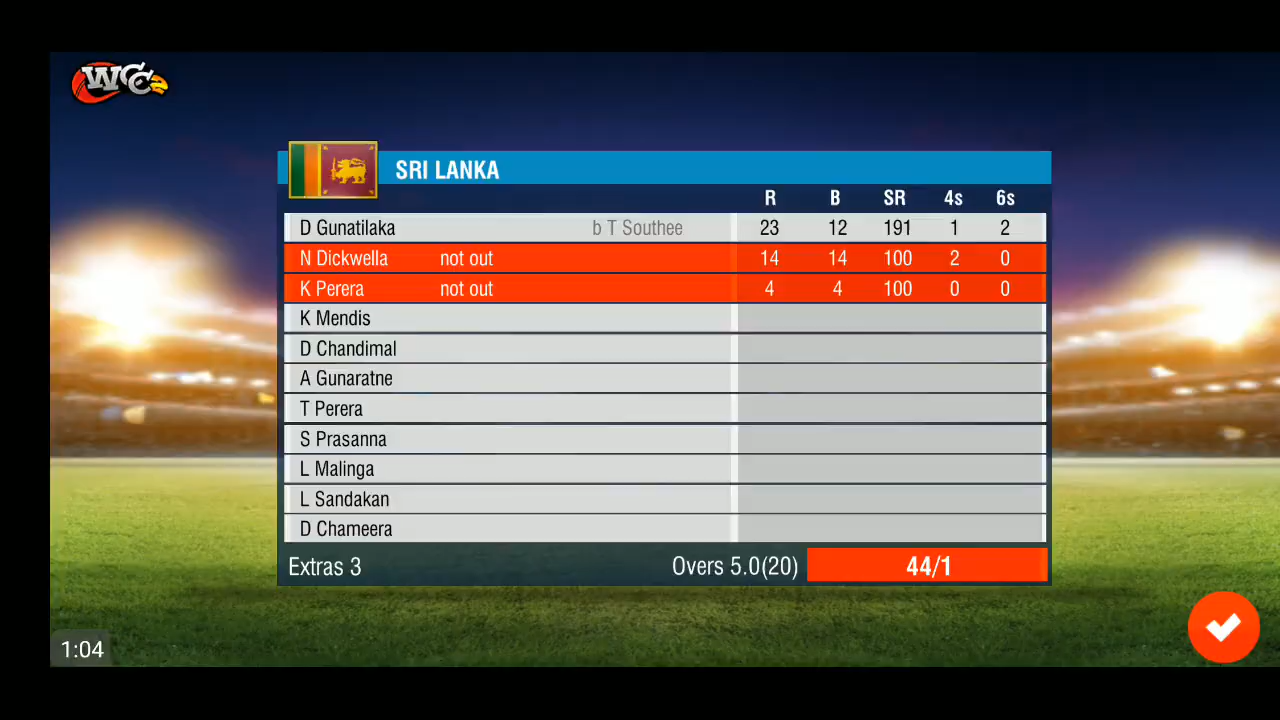 WCC
SRI LANKA
R B SR 4s 6s
D Gunatilaka b T Southee 23 12 191 1 2
N Dickwella not out 14 14 100 2 0
K Perera not out 4 4 100 0 0
K Mendis
D Chandimal
A Gunaratne
T Perera
S Prasanna
L Malinga
L Sandakan
D Chameera
Extras 3 Overs 5.0(20) 44/1
1:04